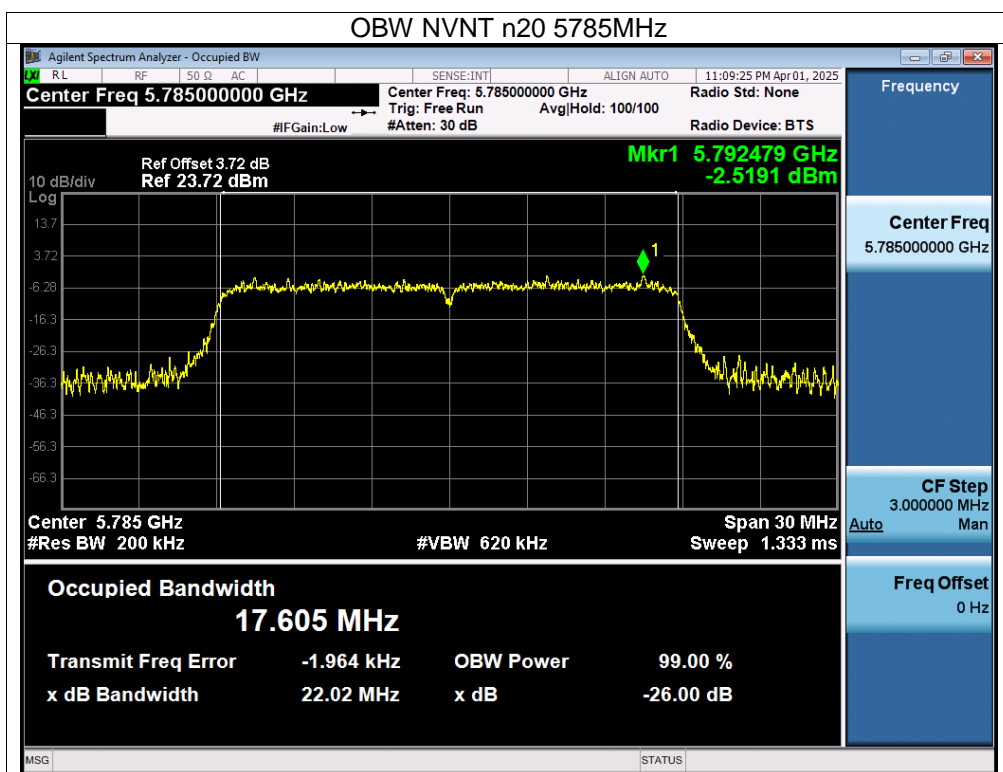 OBW NVNT n20 5785MHz
Agilent Spectrum Analyzer - Occupied BW
LXI RL RF 50 Ω AC SENSE:INT ALIGN AUTO 11:09:25 PM Apr 01, 2025
Center Freq 5.785000000 GHz
Center Freq: 5.785000000 GHz Radio Std: None
Trig: Free Run Avg|Hold: 100/100
#IFGain:Low #Atten: 30 dB Radio Device: BTS
Frequency
Mkr1 5.792479 GHz
-2.5191 dBm
Ref Offset 3.72 dB
10 dB/div Ref 23.72 dBm
Log
13.7
3.72
-6.28
-16.3
-26.3
-36.3
-46.3
-56.3
-66.3
1
Center 5.785 GHz Span 30 MHz
#Res BW 200 kHz #VBW 620 kHz Sweep 1.333 ms
Center Freq
5.785000000 GHz
CF Step
3.000000 MHz
Auto Man
Freq Offset
0 Hz
Occupied Bandwidth
17.605 MHz
Transmit Freq Error -1.964 kHz OBW Power 99.00 %
x dB Bandwidth 22.02 MHz x dB -26.00 dB
MSG STATUS